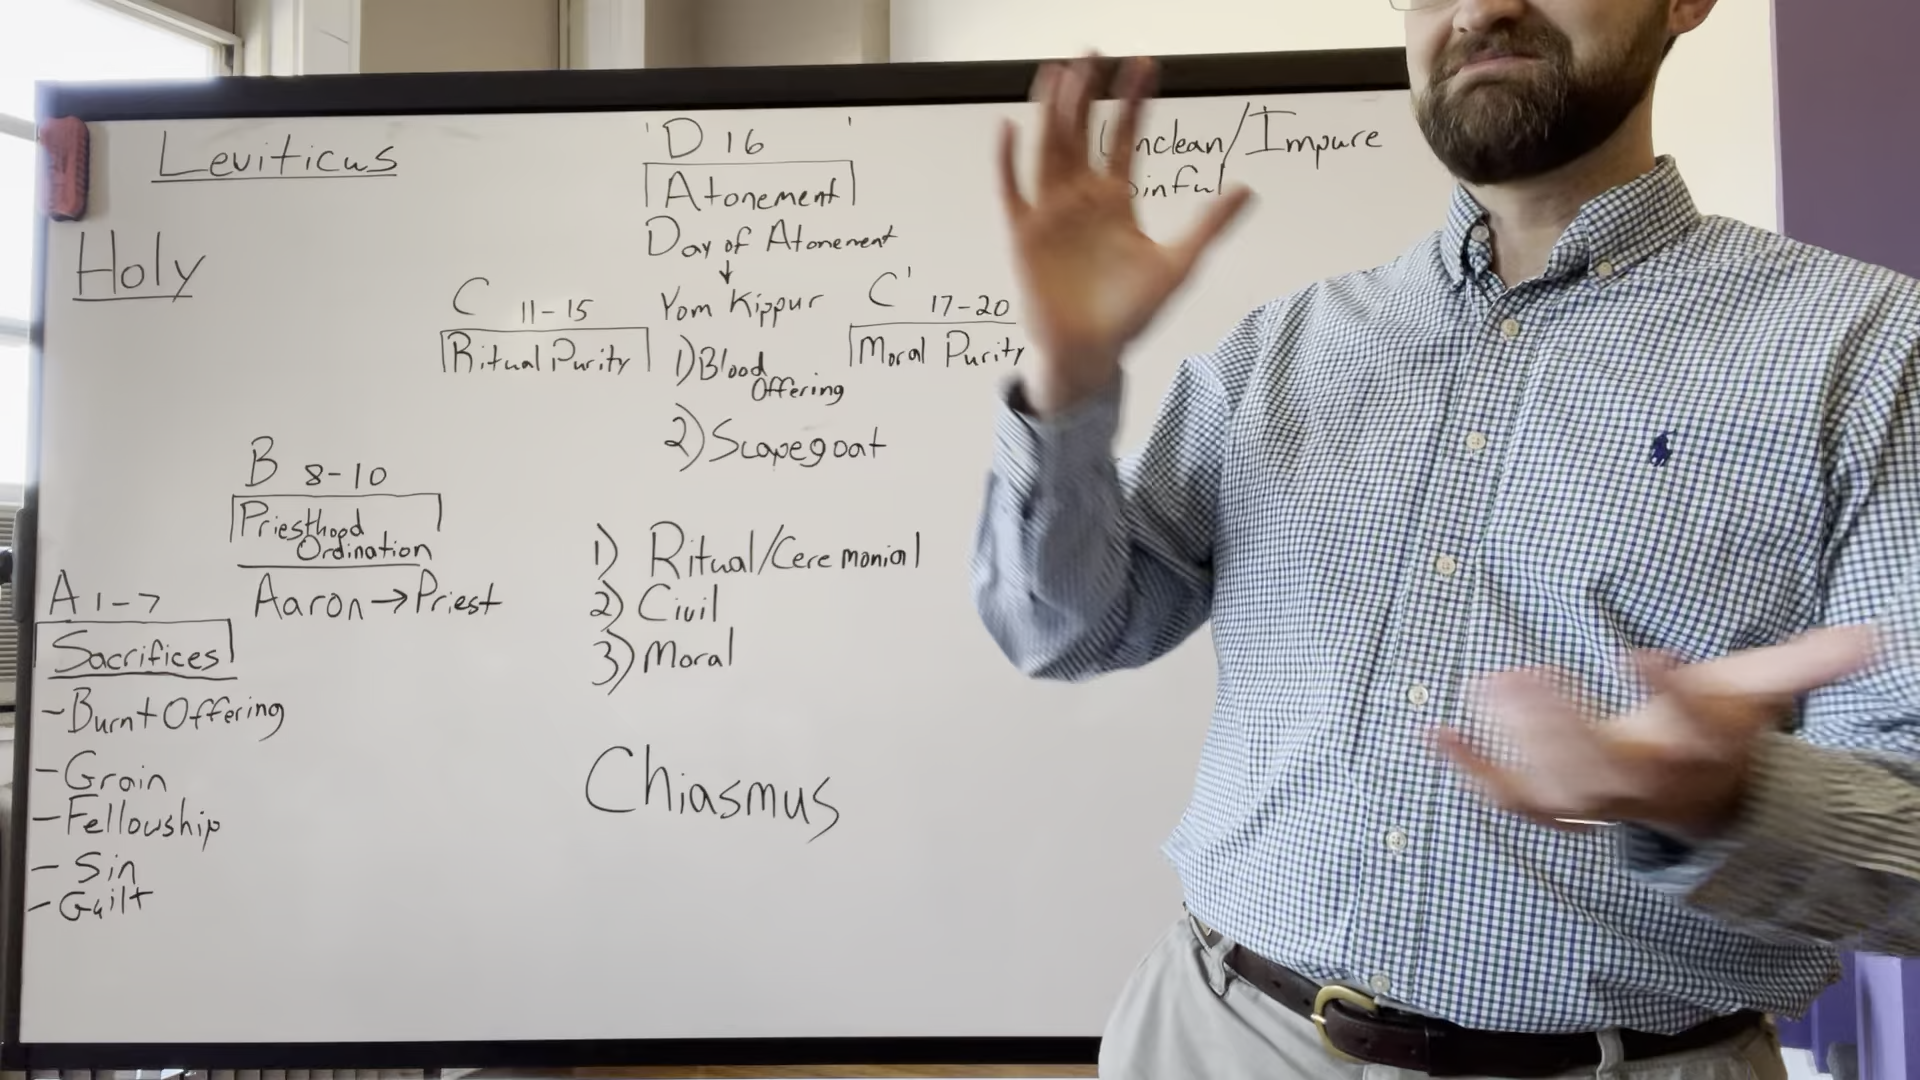 Leviticus
Holy
'D 16 '
Atonement
Day of Atonement
Yom Kippur
1) Blood
Offering
2) Scapegoat
C 11-15
Ritual Purity
C' 17-20
Moral Purity
/Impure
B 8-10
Priesthood
Ordination
Aaron → Priest
A 1-7
Sacrifices
- Burnt Offering
- Grain
- Fellowship
- Sin
- Guilt
1) Ritual/Ceremonial
2) Civil
3) Moral
Chiasmus